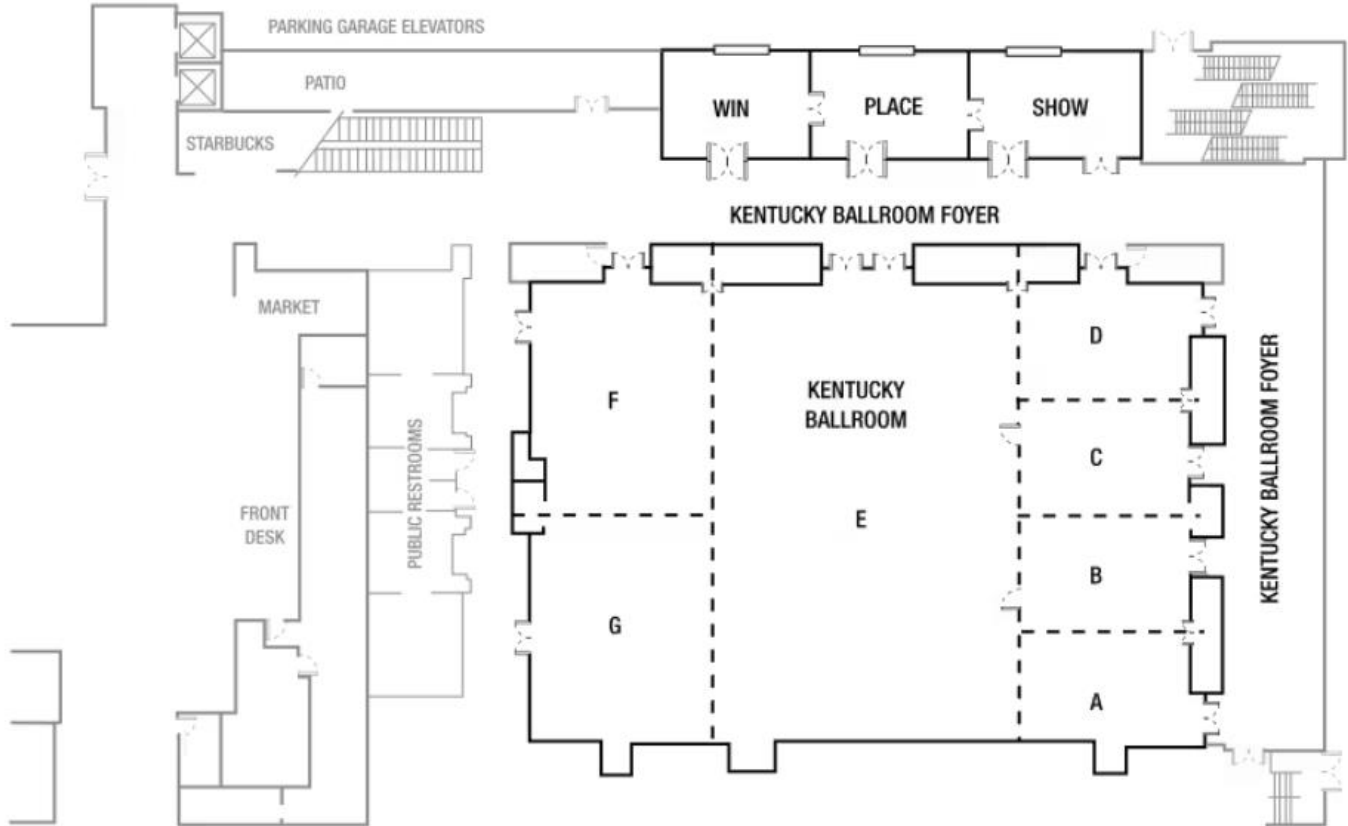 PARKING GARAGE ELEVATORS
PATIO
STARBUCKS
WIN
PLACE
SHOW
KENTUCKY BALLROOM FOYER
MARKET
FRONT
DESK
PUBLIC RESTROOMS
F
G
KENTUCKY
BALLROOM
E
D
C
B
A
KENTUCKY BALLROOM FOYER